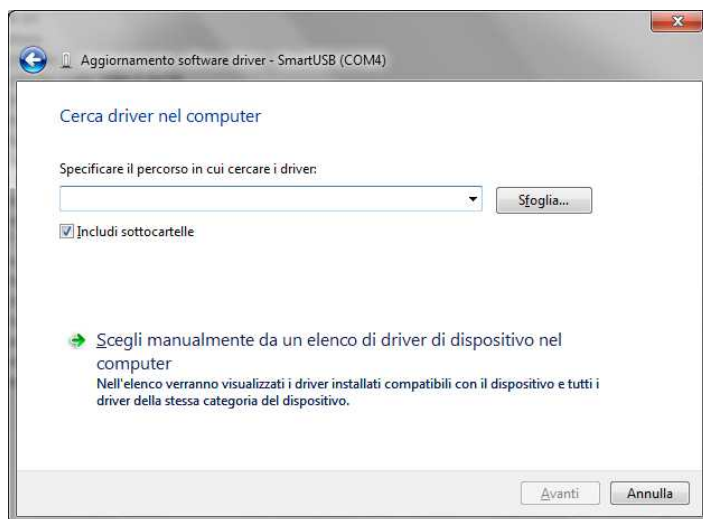 Aggiornamento software driver - SmartUSB (COM4)
Cerca driver nel computer
Specificare il percorso in cui cercare i driver:
Sfoglia...
Includi sottocartelle
Scegli manualmente da un elenco di driver di dispositivo nel
computer
Nell'elenco verranno visualizzati i driver installati compatibili con il dispositivo e tutti i
driver della stessa categoria del dispositivo.
Avanti
Annulla